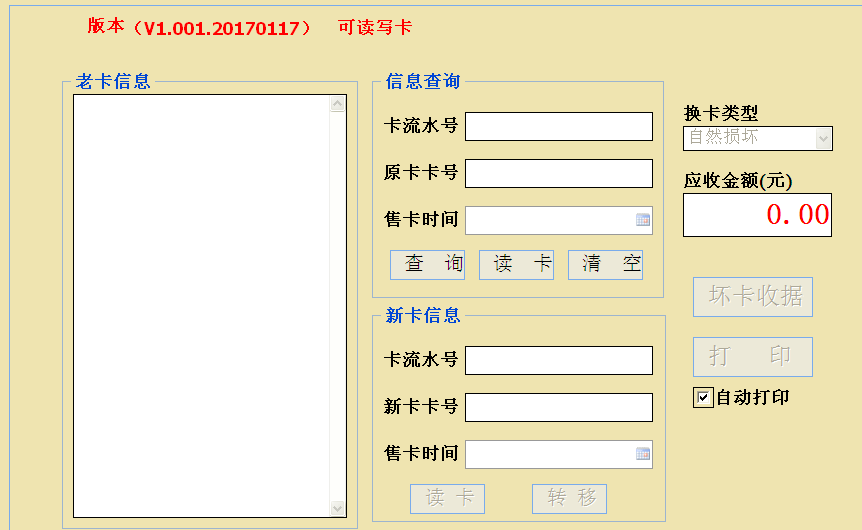 版本（V1.001.20170117） 可读写卡
老卡信息
信息查询
卡流水号
原卡卡号
售卡时间
查 询 读 卡 清 空
新卡信息
卡流水号
新卡卡号
售卡时间
读 卡 转 移
换卡类型
自然损坏
应收金额(元)
0.00
坏卡收据
打 印
自动打印